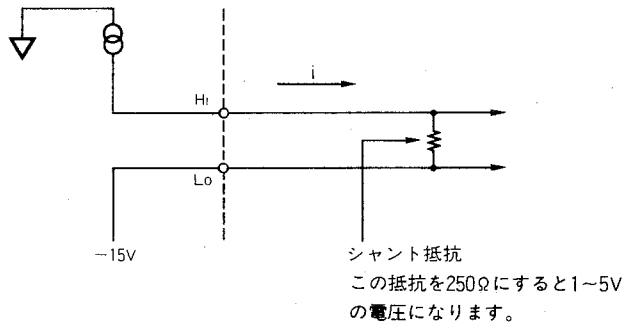 i
Hi
Lo
−15V
シャント抵抗
この抵抗を250Ωにすると1~5V
の電圧になります。